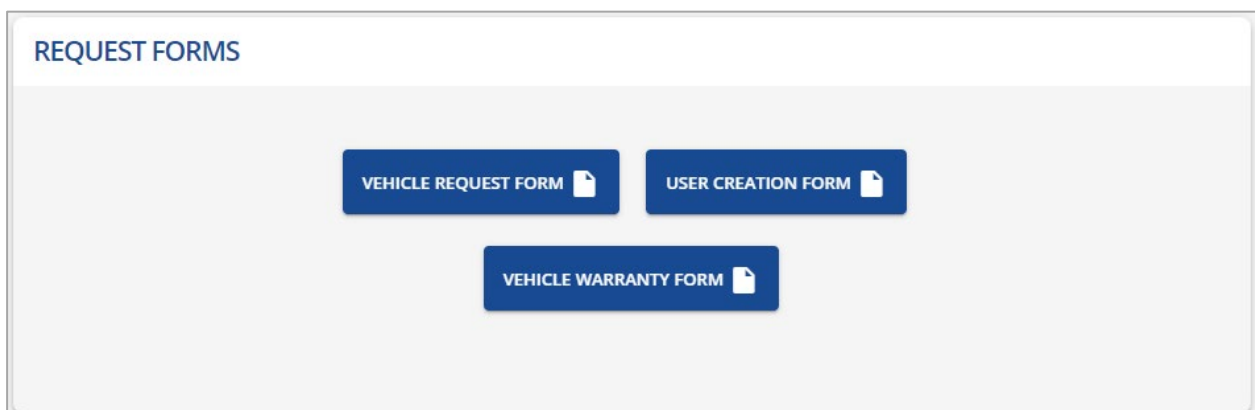 REQUEST FORMS
VEHICLE REQUEST FORM
USER CREATION FORM
VEHICLE WARRANTY FORM